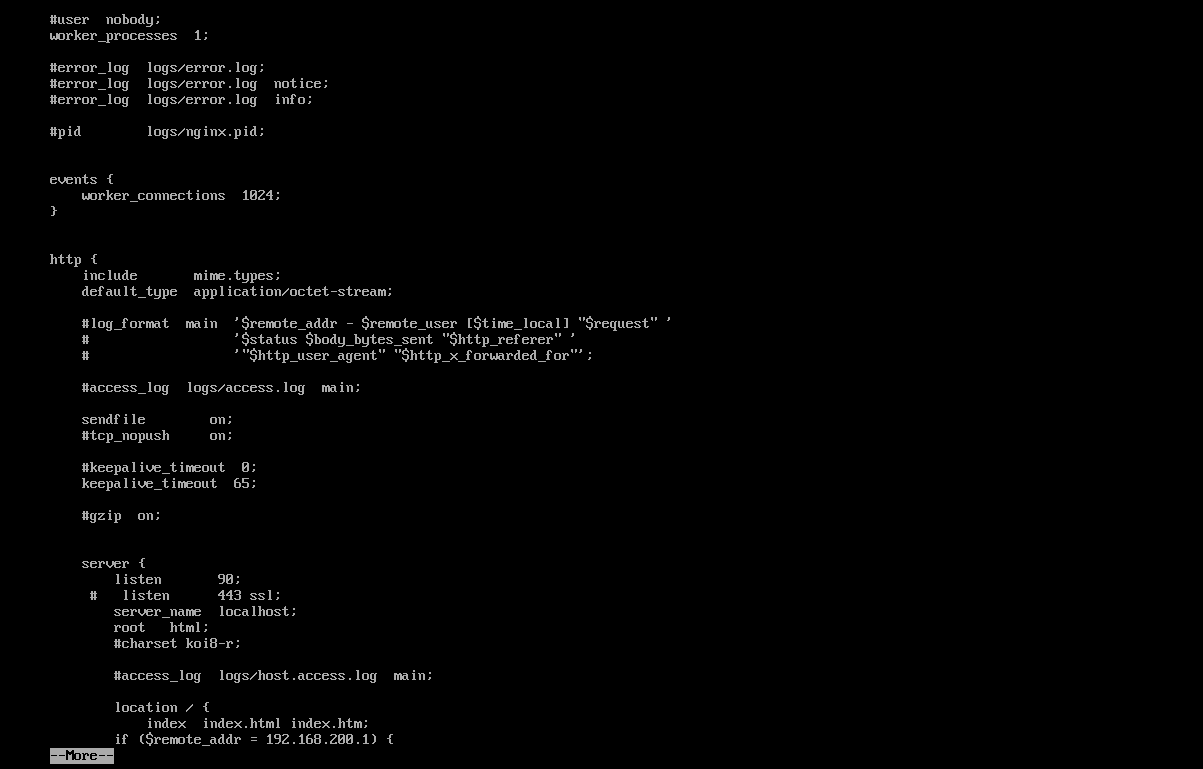 #user  nobody;
worker_processes  1;

#error_log  logs/error.log;
#error_log  logs/error.log  notice;
#error_log  logs/error.log  info;

#pid        logs/nginx.pid;


events {
    worker_connections  1024;
}


http {
    include       mime.types;
    default_type  application/octet-stream;

    #log_format  main  '$remote_addr - $remote_user [$time_local] "$request" '
    #                  '$status $body_bytes_sent "$http_referer" '
    #                  '"$http_user_agent" "$http_x_forwarded_for"';

    #access_log  logs/access.log  main;

    sendfile        on;
    #tcp_nopush     on;

    #keepalive_timeout  0;
    keepalive_timeout  65;

    #gzip  on;


    server {
        listen       90;
     #   listen      443 ssl;
        server_name  localhost;
        root   html;
        #charset koi8-r;

        #access_log  logs/host.access.log  main;

        location / {
            index  index.html index.htm;
        if ($remote_addr = 192.168.200.1) {
--More--